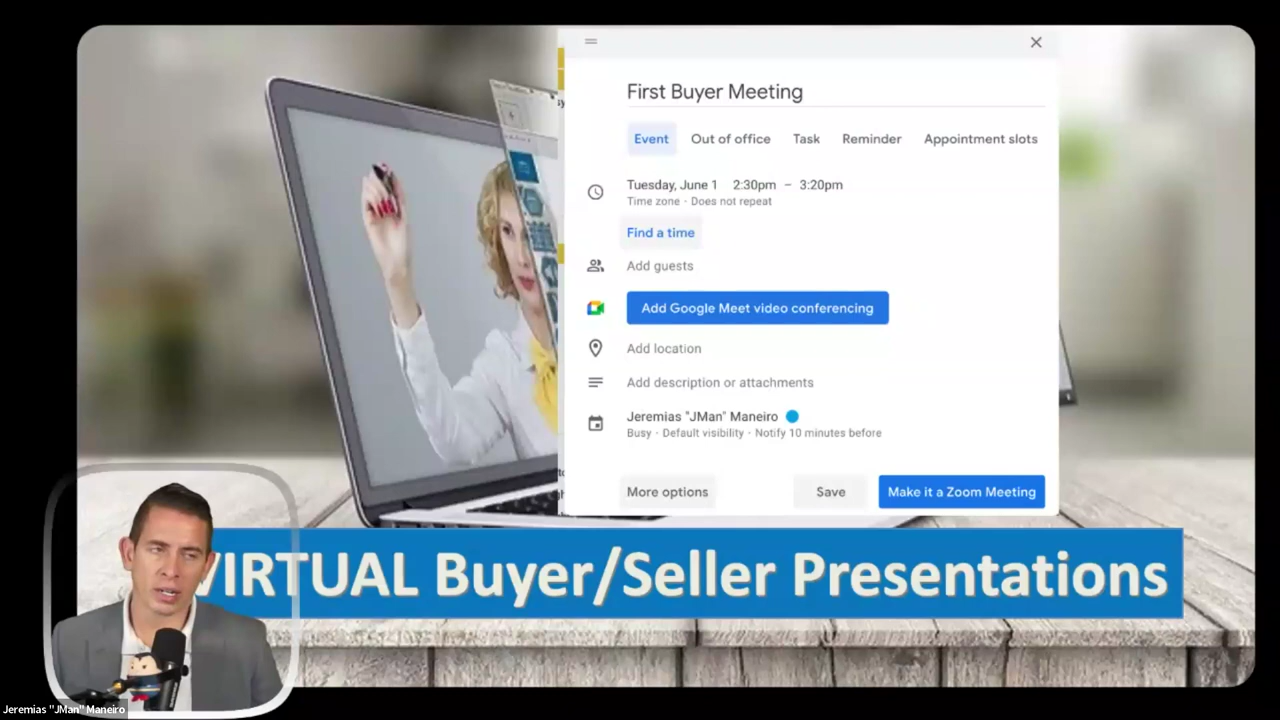 First Buyer Meeting
Event Out of office Task Reminder Appointment slots
Tuesday, June 1 2:30pm – 3:20pm
Time zone · Does not repeat
Find a time
Add guests
Add Google Meet video conferencing
Add location
Add description or attachments
Jeremias "JMan" Maneiro
Busy · Default visibility · Notify 10 minutes before
More options Save Make it a Zoom Meeting
VIRTUAL Buyer/Seller Presentations
Jeremias "JMan" Maneiro